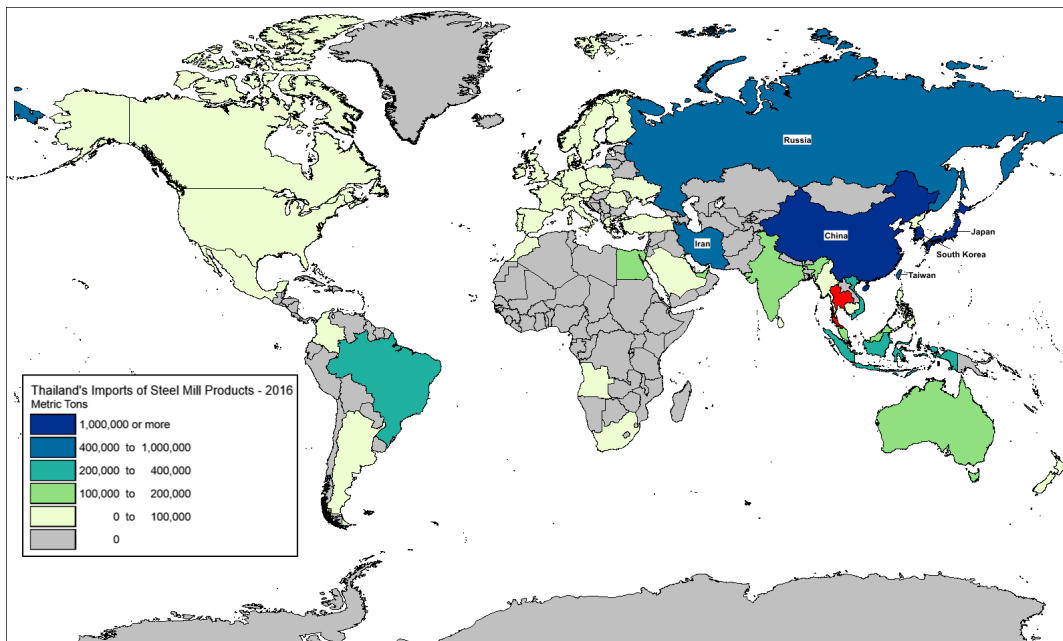 Russia
China
Iran
Japan
South Korea
Taiwan
Thailand's Imports of Steel Mill Products - 2016
Metric Tons
1,000,000 or more
400,000 to 1,000,000
200,000 to 400,000
100,000 to 200,000
0 to 100,000
0